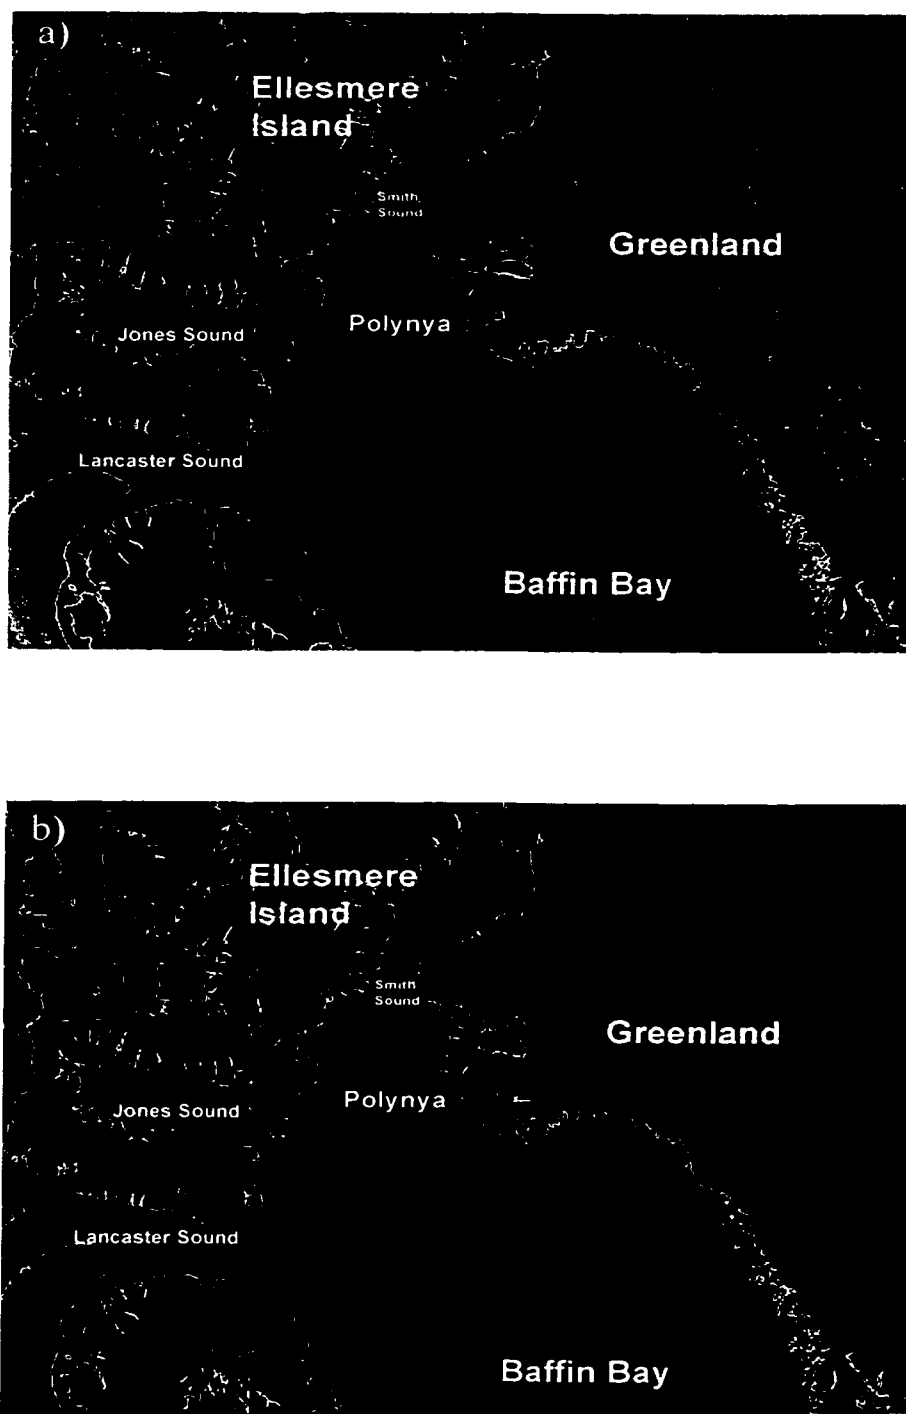 a)
Ellesmere
Island
Smith
Sound
Greenland
Polynya
Jones Sound
Lancaster Sound
Baffin Bay
b)
Ellesmere
Island
Smith
Sound
Greenland
Polynya
Jones Sound
Lancaster Sound
Baffin Bay